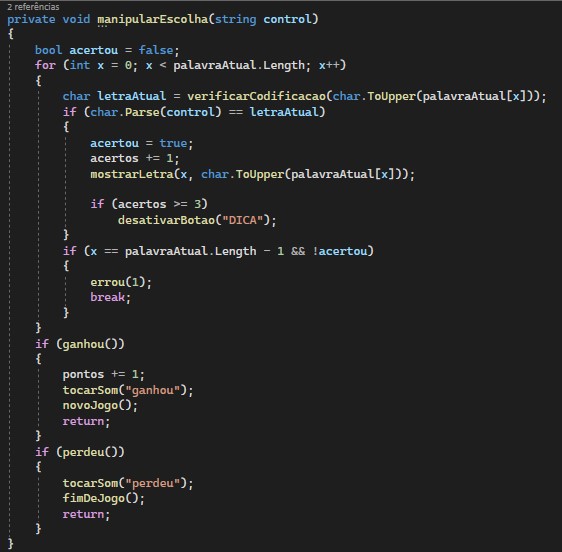 2 referências
private void manipularEscolha(string control)
{
    bool acertou = false;
    for (int x = 0; x < palavraAtual.Length; x++)
    {
        char letraAtual = verificarCodificacao(char.ToUpper(palavraAtual[x]));
        if (char.Parse(control) == letraAtual)
        {
            acertou = true;
            acertos += 1;
            mostrarLetra(x, char.ToUpper(palavraAtual[x]));

            if (acertos >= 3)
                desativarBotao("DICA");
        }
        if (x == palavraAtual.Length - 1 && !acertou)
        {
            errou(1);
            break;
        }
    }
    if (ganhou())
    {
        pontos += 1;
        tocarSom("ganhou");
        novoJogo();
        return;
    }
    if (perdeu())
    {
        tocarSom("perdeu");
        fimDeJogo();
        return;
    }
}